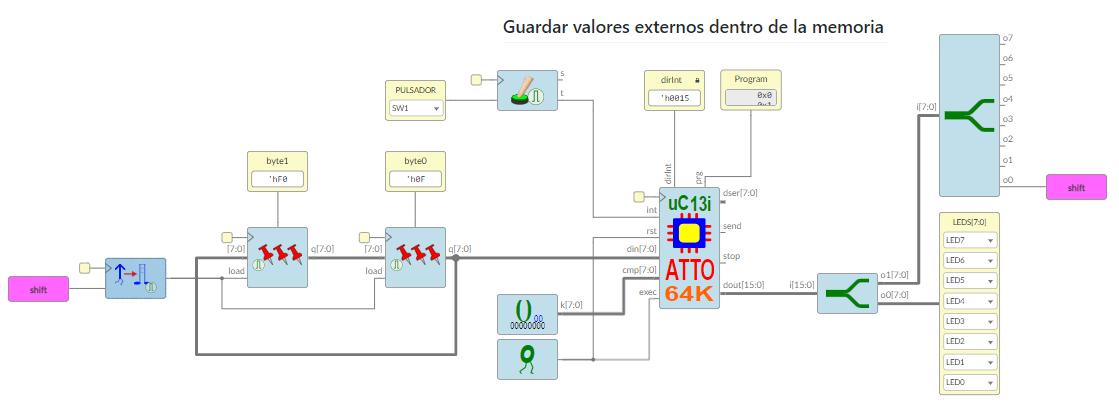 Guardar valores externos dentro de la memoria
o7
o6
o5
o4
o3
o2
o1
o0
i[7:0]
shift
PULSADOR
SW1
s
t
dirInt
'h0015
Program
0x0
byte1
'hF0
byte0
'h0F
dirInt
prg
uC13i
ATTO
64K
int
rst
din[7:0]
cmp[7:0]
exec
dser[7:0]
send
stop
dout[15:0]
[7:0]
load
q[7:0]
[7:0]
load
q[7:0]
shift
()
00
00000000
k[7:0]
i[15:0]
o1[7:0]
o0[7:0]
LEDS[7:0]
LED7
LED6
LED5
LED4
LED3
LED2
LED1
LED0